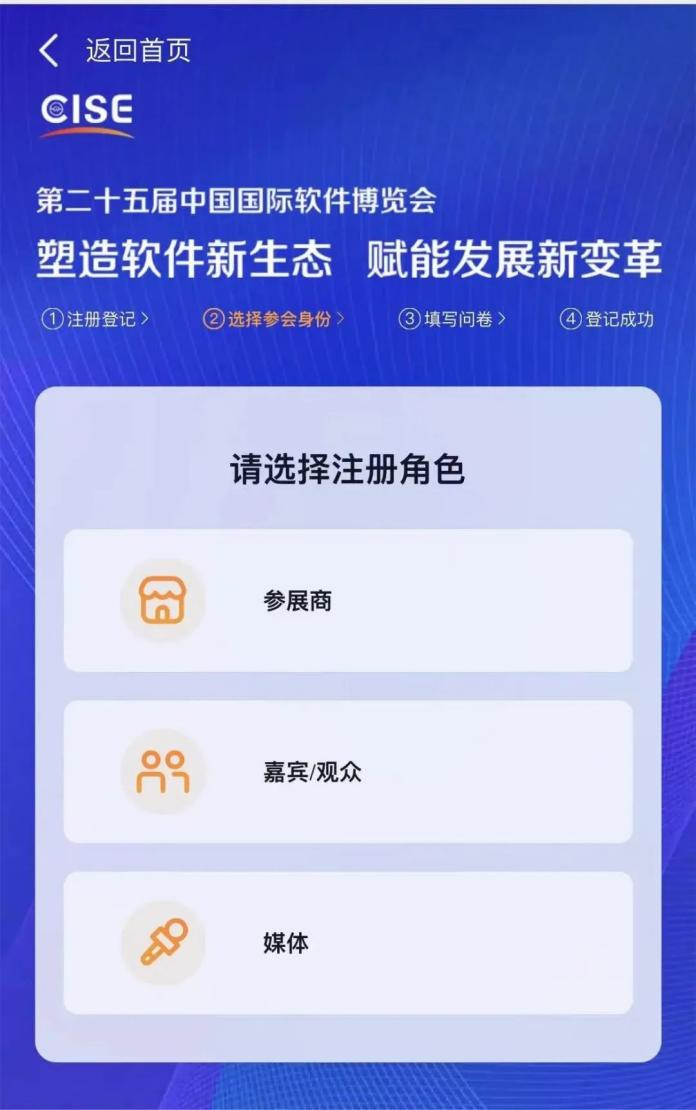 返回首页
CISE
第二十五届中国国际软件博览会
塑造软件新生态 赋能发展新变革
①注册登记> ②选择参会身份> ③填写问卷> ④登记成功
请选择注册角色
参展商
嘉宾/观众
媒体